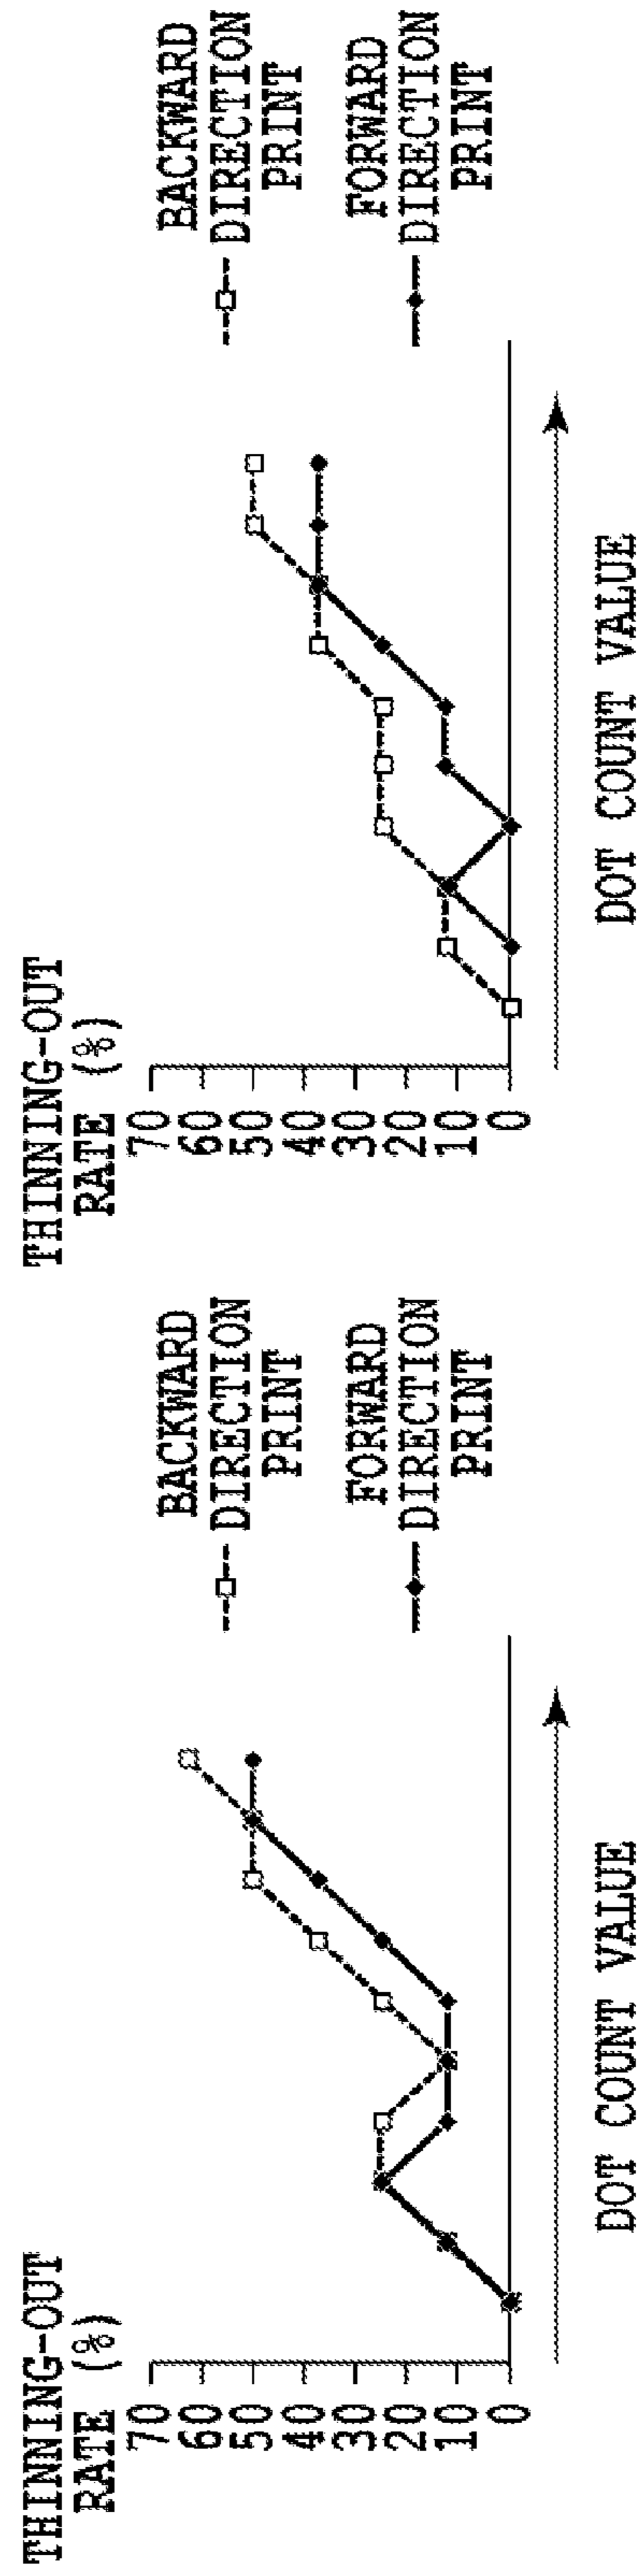 THINNING-OUT
RATE (%)
70
60
50
40
30
20
10
0
BACKWARD
DIRECTION
PRINT
FORWARD
DIRECTION
PRINT
DOT COUNT VALUE
THINNING-OUT
RATE (%)
70
60
50
40
30
20
10
0
BACKWARD
DIRECTION
PRINT
FORWARD
DIRECTION
PRINT
DOT COUNT VALUE